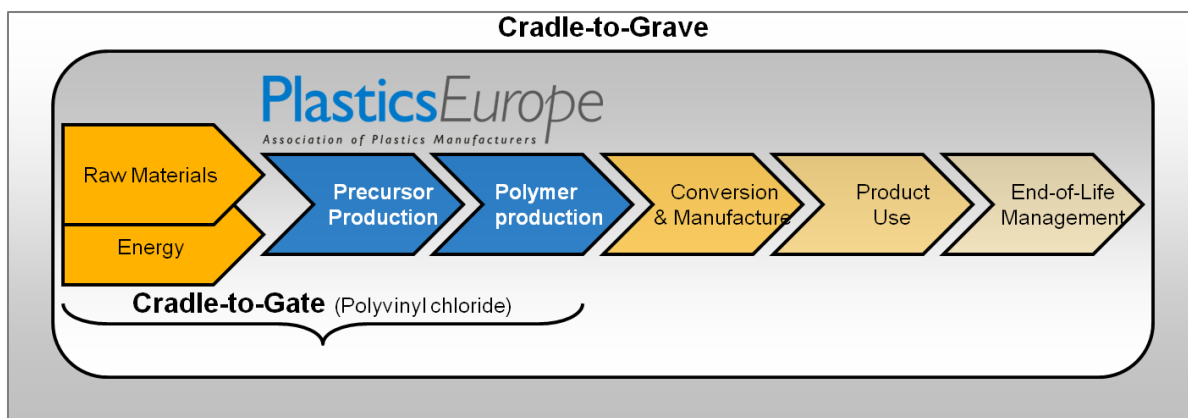 Cradle-to-Grave
PlasticsEurope
Association of Plastics Manufacturers
Raw Materials
Energy
Precursor
Production
Polymer
production
Conversion
& Manufacture
Product
Use
End-of-Life
Management
Cradle-to-Gate (Polyvinyl chloride)